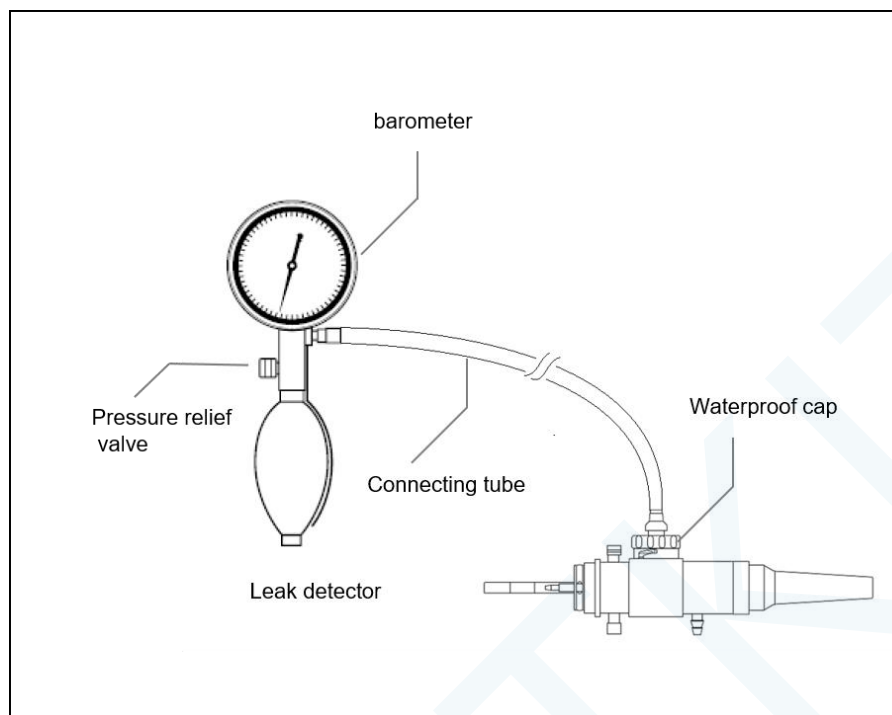 barometer
Pressure relief
valve
Waterproof cap
Connecting tube
Leak detector